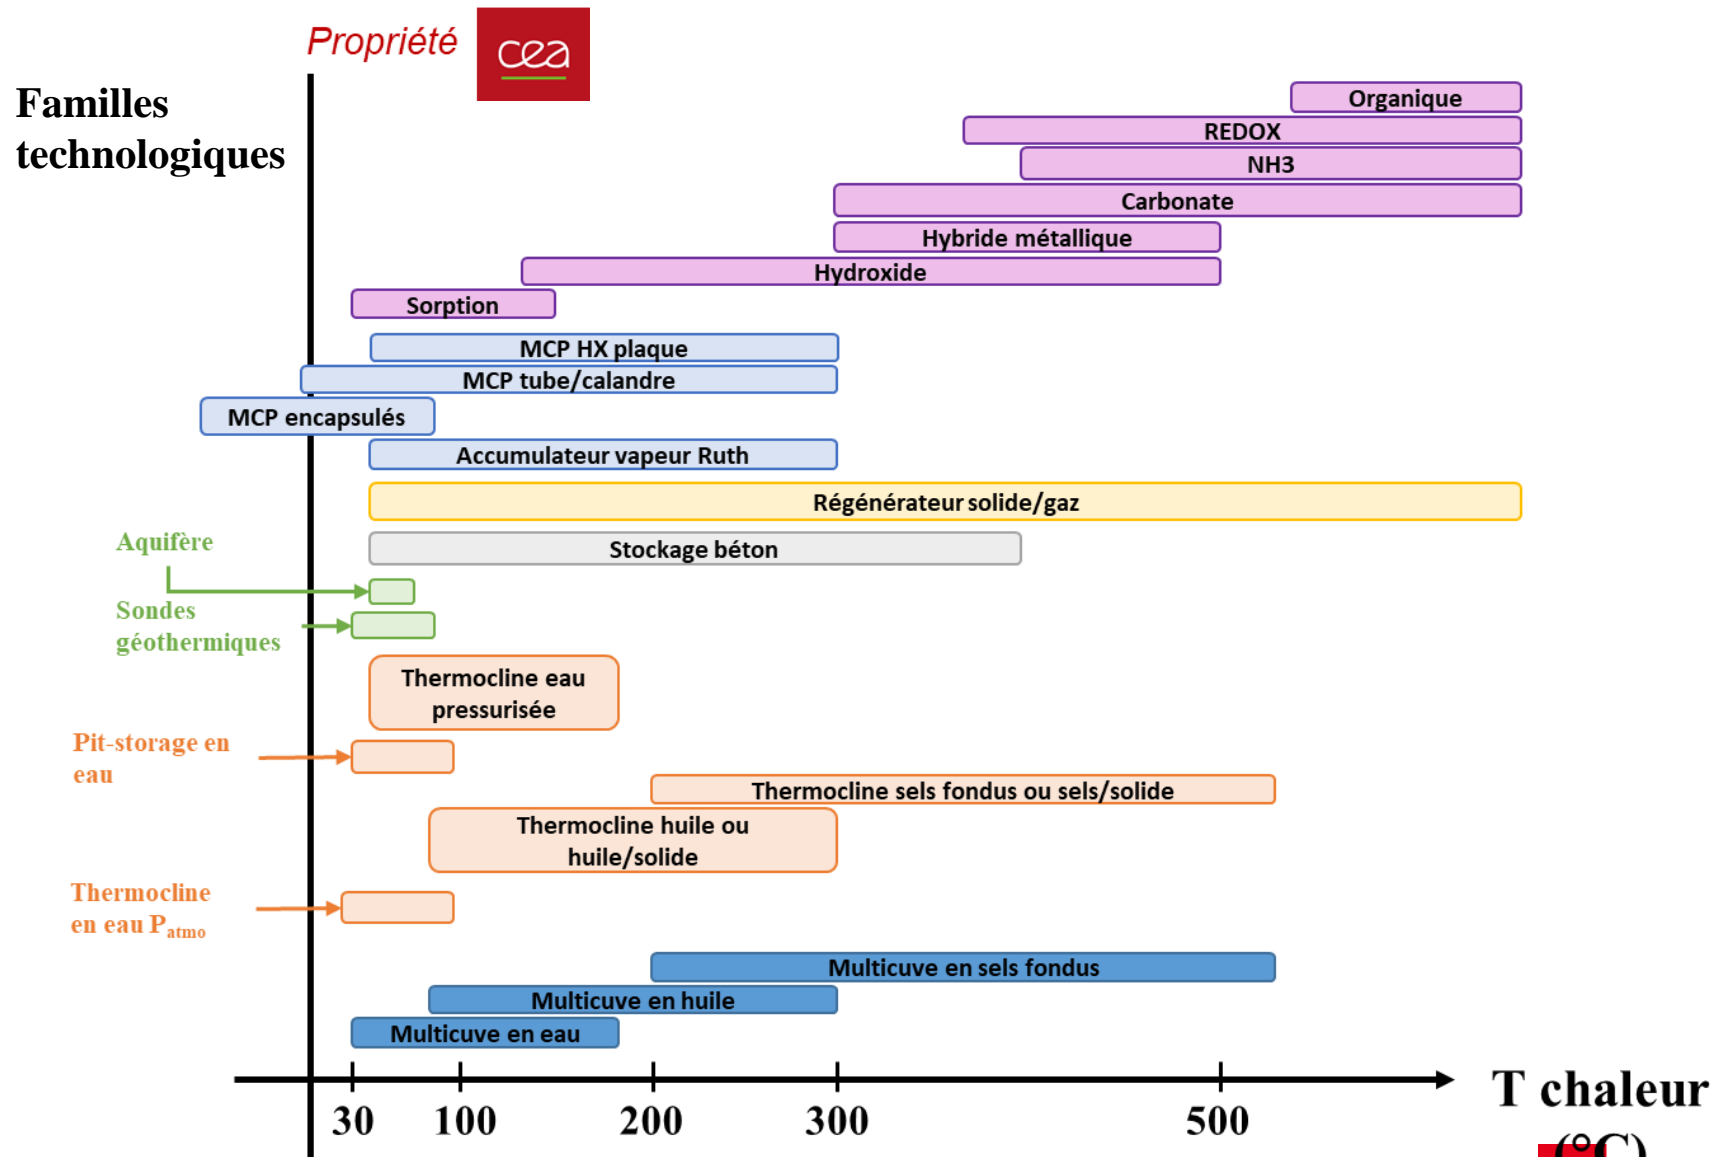 Propriété
cea
Familles
technologiques
Organique
REDOX
NH3
Carbonate
Hybride métallique
Hydroxide
Sorption
MCP HX plaque
MCP tube/calandre
MCP encapsulés
Accumulateur vapeur Ruth
Régénérateur solide/gaz
Aquifère
Stockage béton
Sondes
géothermiques
Thermocline eau
pressurisée
Pit-storage en
eau
Thermocline sels fondus ou sels/solide
Thermocline huile ou
huile/solide
Thermocline
en eau Patmo
Multicuve en sels fondus
Multicuve en huile
Multicuve en eau
30 100 200 300 500
T chaleur
(°C)